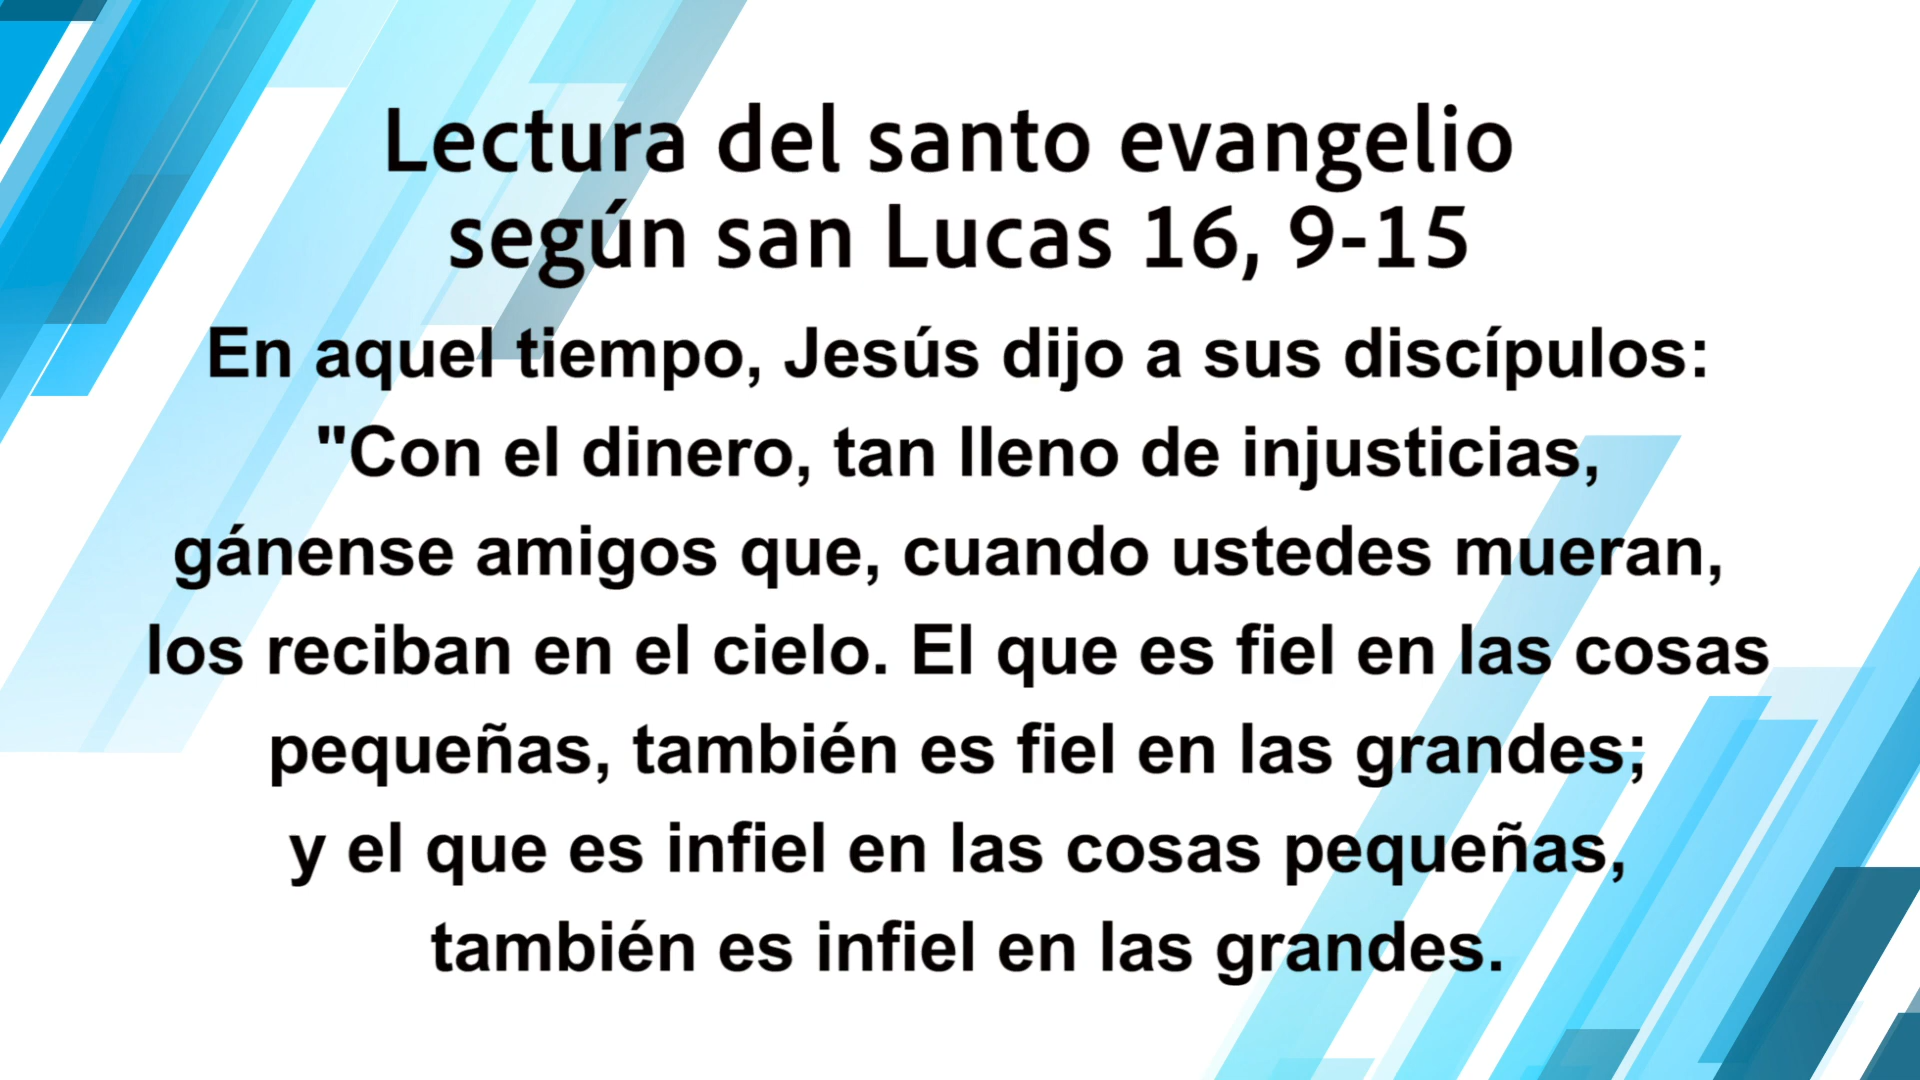 Lectura del santo evangelio
según san Lucas 16, 9-15
En aquel tiempo, Jesús dijo a sus discípulos:
"Con el dinero, tan lleno de injusticias,
gánense amigos que, cuando ustedes mueran,
los reciban en el cielo. El que es fiel en las cosas
pequeñas, también es fiel en las grandes;
y el que es infiel en las cosas pequeñas,
también es infiel en las grandes.